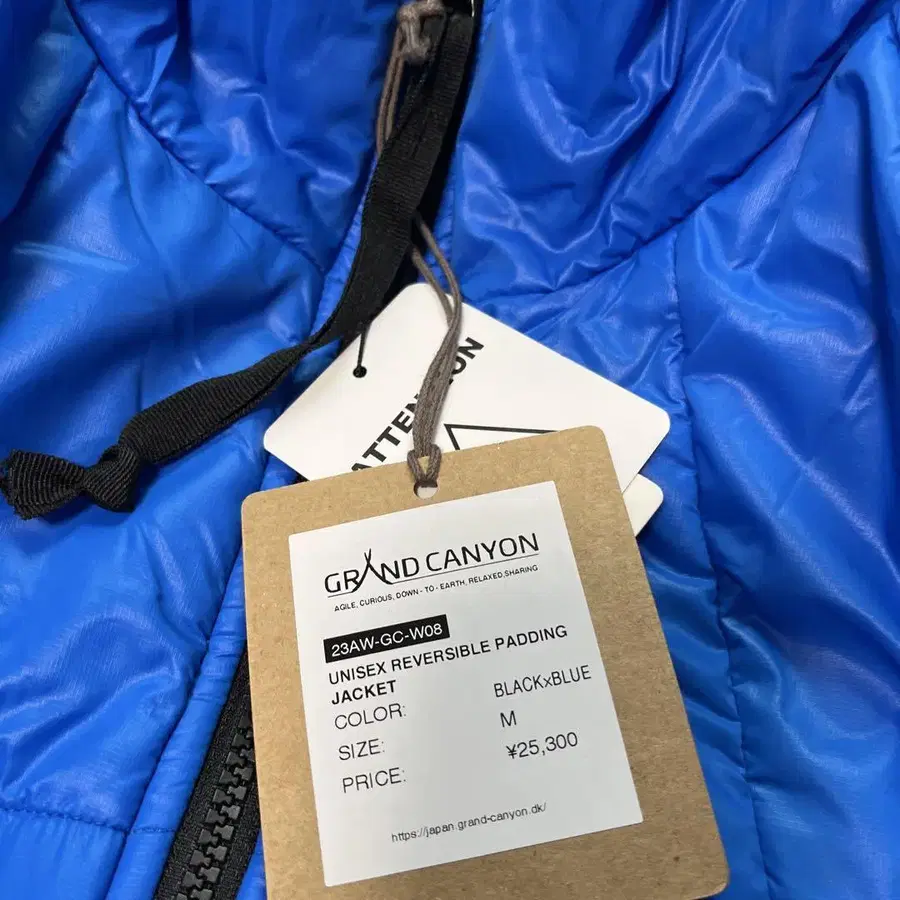 ATTENTION
GRAND CANYON
AGILE, CURIOUS, DOWN - TO - EARTH, RELAXED, SHARING
23AW-GC-W08
UNISEX REVERSIBLE PADDING
JACKET
COLOR: BLACKxBLUE
SIZE: M
PRICE: ¥25,300
https://japan.grand-canyon.dk/